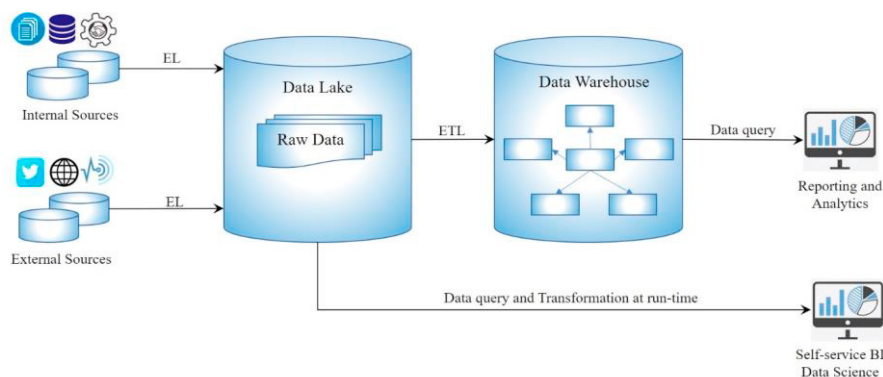 EL
Internal Sources
EL
External Sources
Data Lake
Raw Data
ETL
Data Warehouse
Data query
Reporting and
Analytics
Data query and Transformation at run-time
Self-service BI
Data Science